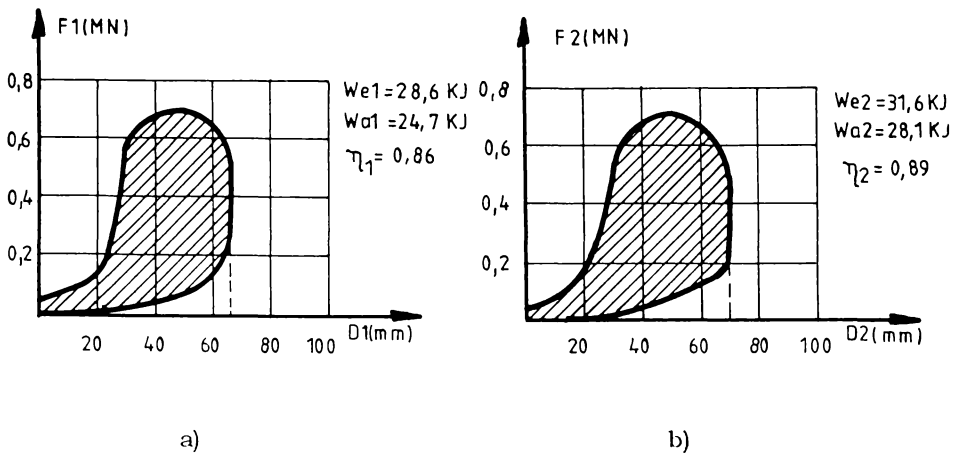 F1(MN)
0,8
0,6
0,4
0,2
20 40 60 80 100
D1(mm)
We1=28,6 KJ
Wa1=24,7 KJ
η1=0,86
a)
F2(MN)
0,8
0,6
0,4
0,2
20 40 60 80 100
D2(mm)
We2=31,6 KJ
Wa2=28,1 KJ
η2=0,89
b)